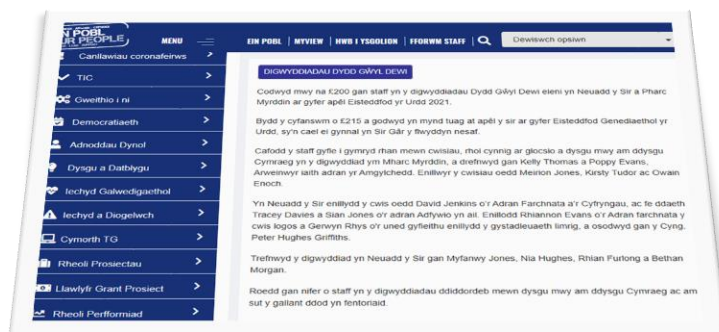 N POBL
UR PEOPLE
MENU
EIN POBL | MYVIEW | HWB I YSGOLION | FFORWM STAFF |
Dewiswch opsiwn
Canllawiau coronafeirws
TIC
Gweithio i ni
Democratiaeth
Adnoddau Dynol
Dysgu a Datblygu
Iechyd Galwedigaethol
Iechyd a Diogelwch
Cymorth TG
Rheoli Prosiectau
Llawlyfr Grant Prosiect
Rheoli Perfformiad
DIGWYDDIADAU DYDD GŴYL DEWI
Codwyd mwy na £200 gan staff yn y digwyddiadau Dydd Gŵyl Dewi eleni yn Neuadd y Sir a Pharc
Myrddin ar gyfer apêl Eisteddfod yr Urdd 2021.
Bydd y cyfanswm o £215 a godwyd yn mynd tuag at apêl y sir ar gyfer Eisteddfod Genedlaethol yr
Urdd, sy'n cael ei gynnal yn Sir Gâr y flwyddyn nesaf.
Cafodd y staff gyfle i gymryd rhan mewn cwisiau, rhoi cynnig ar glocsio a dysgu mwy am ddysgu
Cymraeg yn y digwyddiad ym Mharc Myrddin, a drefnwyd gan Kelly Thomas a Poppy Evans,
Arweinwyr iaith adran yr Amgylchedd. Enillwyr y cwisiau oedd Meirion Jones, Kirsty Tudor ac Owain
Enoch.
Yn Neuadd y Sir enillydd y cwis oedd David Jenkins o'r Adran Farchnata a'r Cyfryngau, ac fe ddaeth
Tracey Davies a Sian Jones o'r adran Adfywio yn ail. Enillodd Rhiannon Evans o'r Adran farchnata y
cwis logos a Gerwyn Rhys o'r uned gyfieithu enillydd y gystadleuaeth limrig, a osodwyd gan y Cyng.
Peter Hughes Griffiths.
Trefnwyd y digwyddiad yn Neuadd y Sir gan Myfanwy Jones, Nia Hughes, Rhian Furlong a Bethan
Morgan.
Roedd gan nifer o staff yn y digwyddiadau ddiddordeb mewn dysgu mwy am ddysgu Cymraeg ac am
sut y gallant ddod yn fentoriaid.